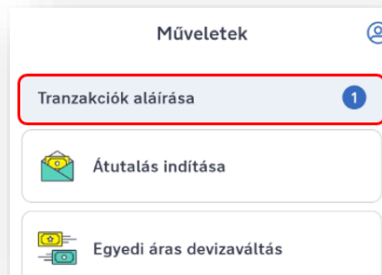 Műveletek
Tranzakciók aláírása 1
Átutalás indítása
Egyedi áras devizaváltás